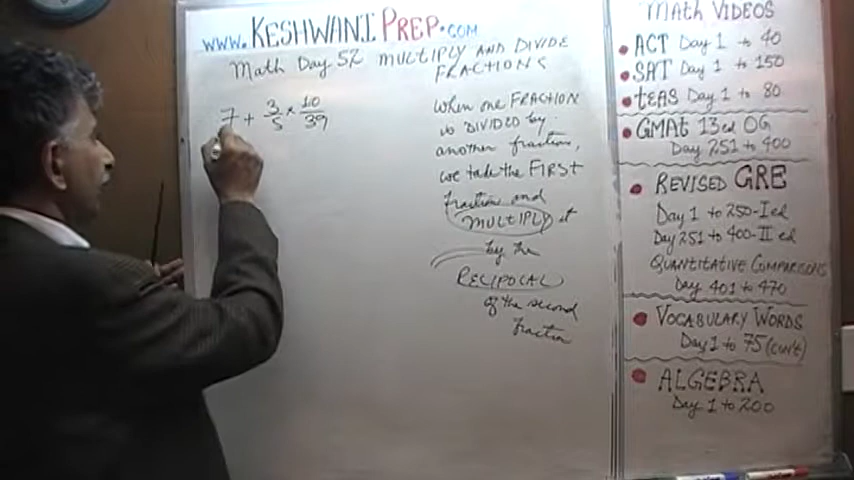 www.KESHWANIPREP.COM
Math Day 52 MULTIPLY AND DIVIDE
FRACTIONS
7 + 3/5 × 10/39
When one FRACTION
is DIVIDED by
another fraction,
we take the FIRST
fraction and
MULTIPLY it
by the
RECIPOCAL
of the second
fraction
MATH VIDEOS
ACT Day 1 to 40
SAT Day 1 to 150
tEAS Day 1 to 80
GMAt 13ed OG
Day 251 to 400
REVISED GRE
Day 1 to 250-I ed
Day 251 to 400-II ed
QUANTITATIVE COMPARISONS
Day 401 to 470
VOCABULARY WORDS
Day 1 to 75 (cont)
ALGEBRA
Day 1 to 200